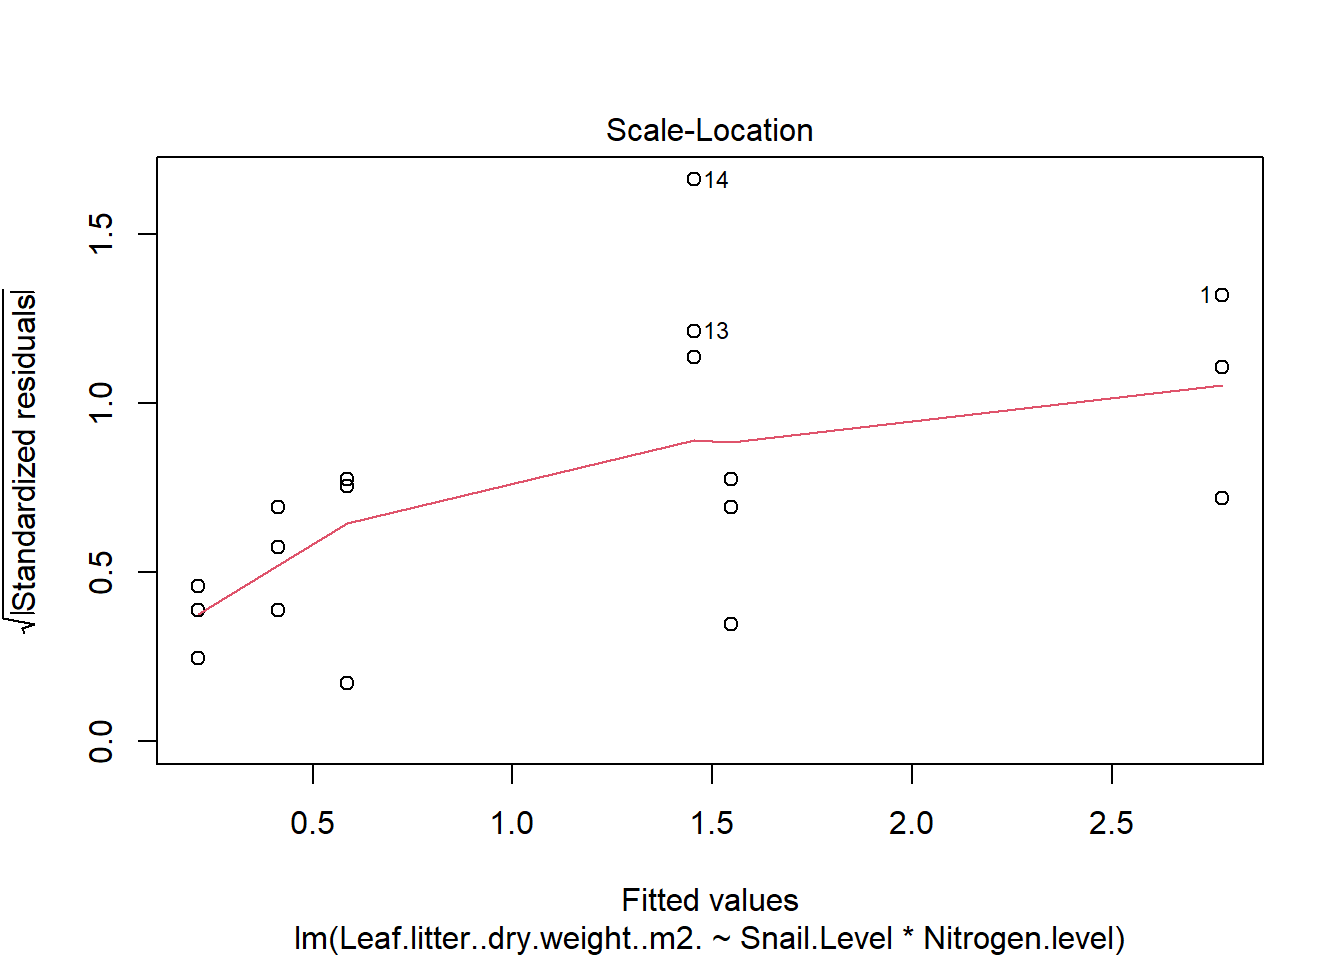 Scale-Location
√|Standardized residuals|
1.5
1.0
0.5
0.0
14
13
1
0.5 1.0 1.5 2.0 2.5
Fitted values
lm(Leaf.litter..dry.weight..m2. ~ Snail.Level * Nitrogen.level)